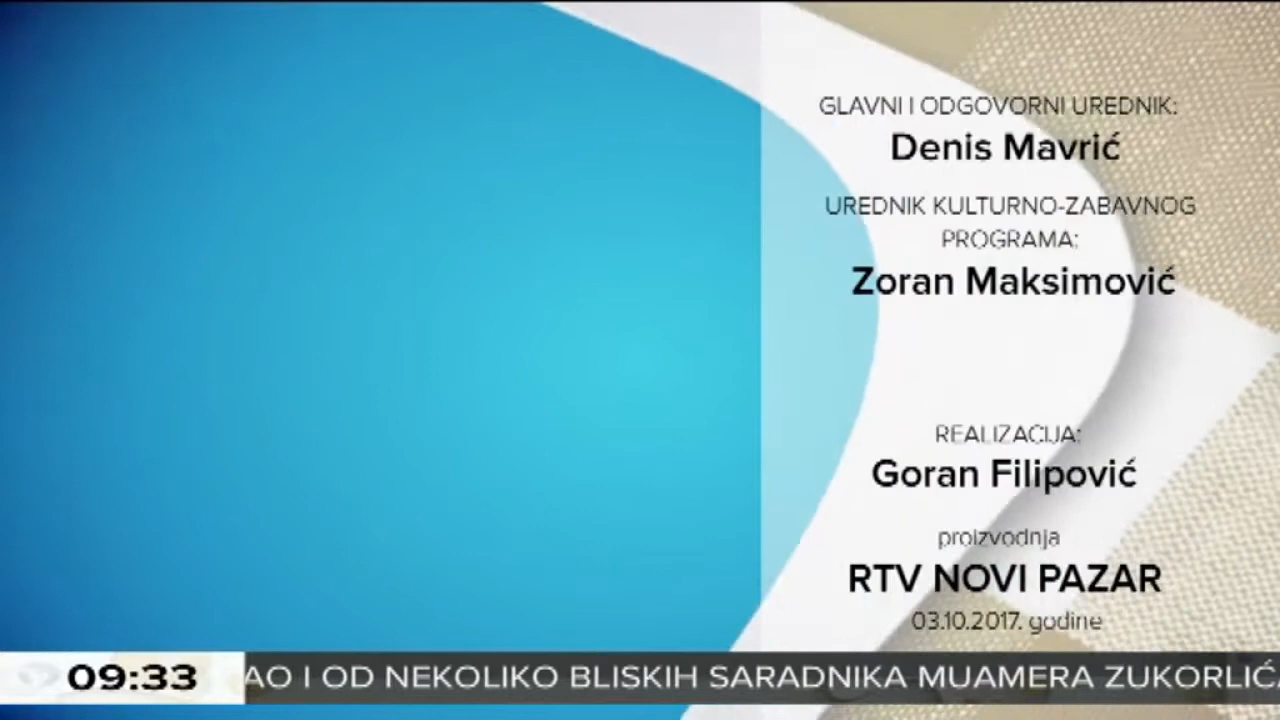 GLAVNI I ODGOVORNI UREDNIK:
Denis Mavrić
UREDNIK KULTURNO-ZABAVNOG
PROGRAMA:
Zoran Maksimović
REALIZACIJA:
Goran Filipović
proizvodnja
RTV NOVI PAZAR
03.10.2017. godine
09:33
AO I OD NEKOLIKO BLISKIH SARADNIKA MUAMERA ZUKORLIĆA